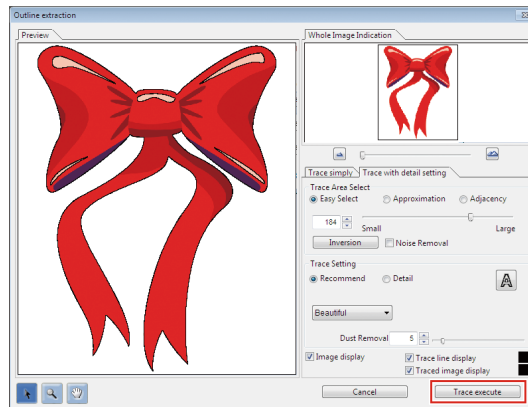 Outline extraction
Preview
Whole Image Indication
Trace simply Trace with detail setting
Trace Area Select
Easy Select Approximation Adjacency
184
Small Large
Inversion Noise Removal
Trace Setting
Recommend Detail
A
Beautiful
Dust Removal 5
Image display Trace line display
Traced image display
Cancel Trace execute